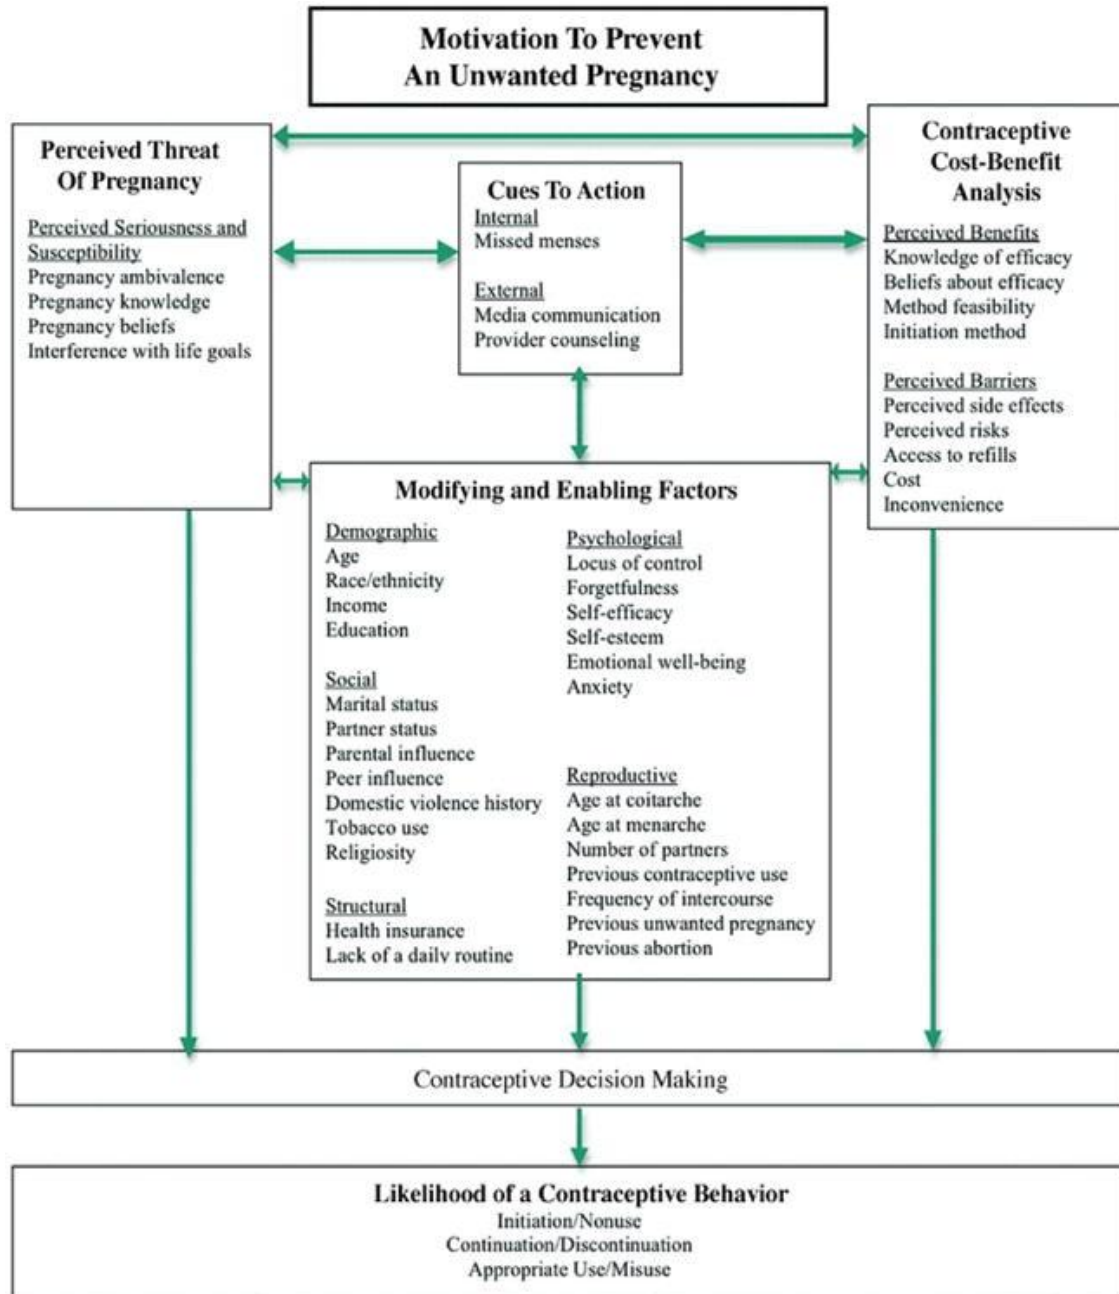 Motivation To Prevent
An Unwanted Pregnancy
Perceived Threat
Of Pregnancy
Perceived Seriousness and
Susceptibility
Pregnancy ambivalence
Pregnancy knowledge
Pregnancy beliefs
Interference with life goals
Cues To Action
Internal
Missed menses
External
Media communication
Provider counseling
Contraceptive
Cost-Benefit
Analysis
Perceived Benefits
Knowledge of efficacy
Beliefs about efficacy
Method feasibility
Initiation method
Perceived Barriers
Perceived side effects
Perceived risks
Access to refills
Cost
Inconvenience
Modifying and Enabling Factors
Demographic
Age
Race/ethnicity
Income
Education
Social
Marital status
Partner status
Parental influence
Peer influence
Domestic violence history
Tobacco use
Religiosity
Structural
Health insurance
Lack of a daily routine
Psychological
Locus of control
Forgetfulness
Self-efficacy
Self-esteem
Emotional well-being
Anxiety
Reproductive
Age at coitarche
Age at menarche
Number of partners
Previous contraceptive use
Frequency of intercourse
Previous unwanted pregnancy
Previous abortion
Contraceptive Decision Making
Likelihood of a Contraceptive Behavior
Initiation/Nonuse
Continuation/Discontinuation
Appropriate Use/Misuse